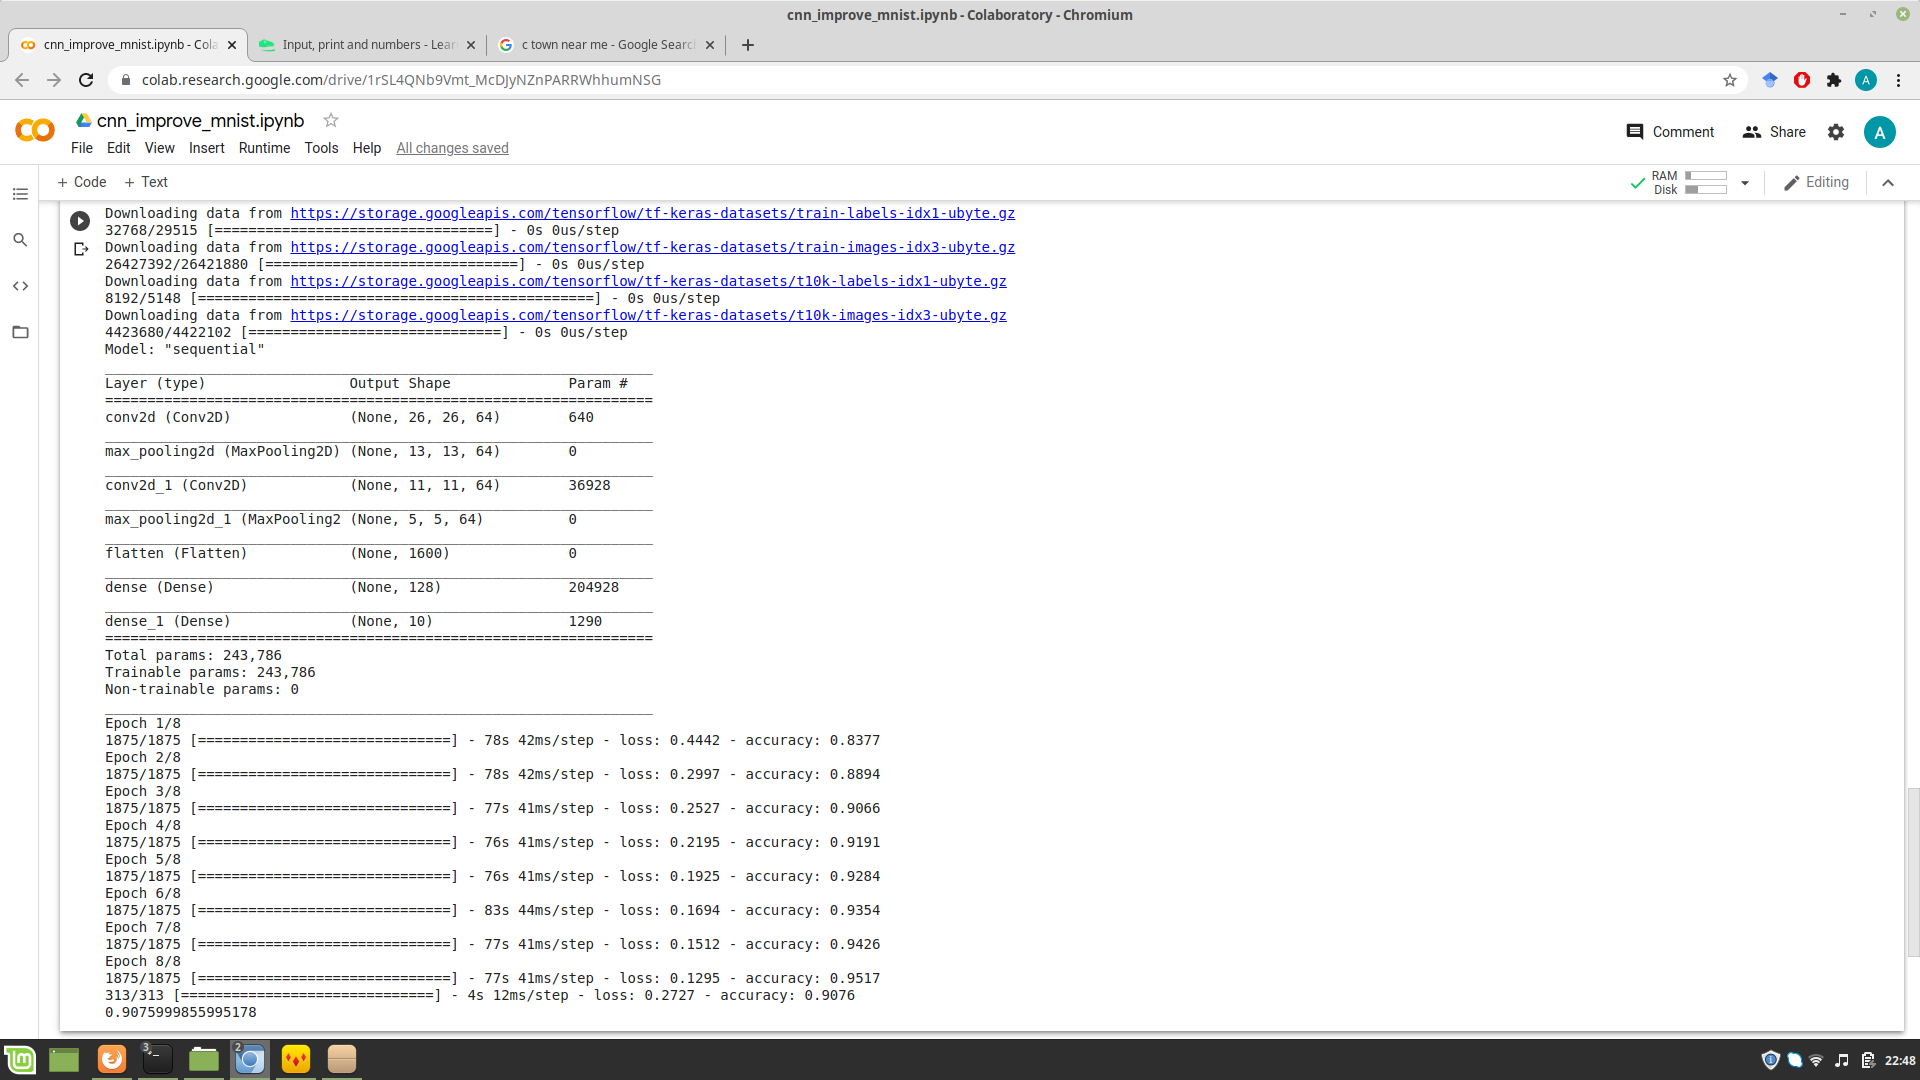 cnn_improve_mnist.ipynb - Colaboratory - Chromium
cnn_improve_mnist.ipynb - Cola
Input, print and numbers - Lear
c town near me - Google Search
colab.research.google.com/drive/1rSL4QNb9Vmt_McDJyNZnPARRWhhumNSG
A
cnn_improve_mnist.ipynb
File Edit View Insert Runtime Tools Help All changes saved
Comment Share A
+ Code + Text
RAM
Disk
Editing
Downloading data from https://storage.googleapis.com/tensorflow/tf-keras-datasets/train-labels-idx1-ubyte.gz
32768/29515 [=================================] - 0s 0us/step
Downloading data from https://storage.googleapis.com/tensorflow/tf-keras-datasets/train-images-idx3-ubyte.gz
26427392/26421880 [==============================] - 0s 0us/step
Downloading data from https://storage.googleapis.com/tensorflow/tf-keras-datasets/t10k-labels-idx1-ubyte.gz
8192/5148 [===============================================] - 0s 0us/step
Downloading data from https://storage.googleapis.com/tensorflow/tf-keras-datasets/t10k-images-idx3-ubyte.gz
4423680/4422102 [==============================] - 0s 0us/step
Model: "sequential"
_________________________________________________________________
Layer (type) Output Shape Param #
=================================================================
conv2d (Conv2D) (None, 26, 26, 64) 640
_________________________________________________________________
max_pooling2d (MaxPooling2D) (None, 13, 13, 64) 0
_________________________________________________________________
conv2d_1 (Conv2D) (None, 11, 11, 64) 36928
_________________________________________________________________
max_pooling2d_1 (MaxPooling2 (None, 5, 5, 64) 0
_________________________________________________________________
flatten (Flatten) (None, 1600) 0
_________________________________________________________________
dense (Dense) (None, 128) 204928
_________________________________________________________________
dense_1 (Dense) (None, 10) 1290
=================================================================
Total params: 243,786
Trainable params: 243,786
Non-trainable params: 0
_________________________________________________________________
Epoch 1/8
1875/1875 [==============================] - 78s 42ms/step - loss: 0.4442 - accuracy: 0.8377
Epoch 2/8
1875/1875 [==============================] - 78s 42ms/step - loss: 0.2997 - accuracy: 0.8894
Epoch 3/8
1875/1875 [==============================] - 77s 41ms/step - loss: 0.2527 - accuracy: 0.9066
Epoch 4/8
1875/1875 [==============================] - 76s 41ms/step - loss: 0.2195 - accuracy: 0.9191
Epoch 5/8
1875/1875 [==============================] - 76s 41ms/step - loss: 0.1925 - accuracy: 0.9284
Epoch 6/8
1875/1875 [==============================] - 83s 44ms/step - loss: 0.1694 - accuracy: 0.9354
Epoch 7/8
1875/1875 [==============================] - 77s 41ms/step - loss: 0.1512 - accuracy: 0.9426
Epoch 8/8
1875/1875 [==============================] - 77s 41ms/step - loss: 0.1295 - accuracy: 0.9517
313/313 [==============================] - 4s 12ms/step - loss: 0.2727 - accuracy: 0.9076
0.9075999855995178
3
2
22:48